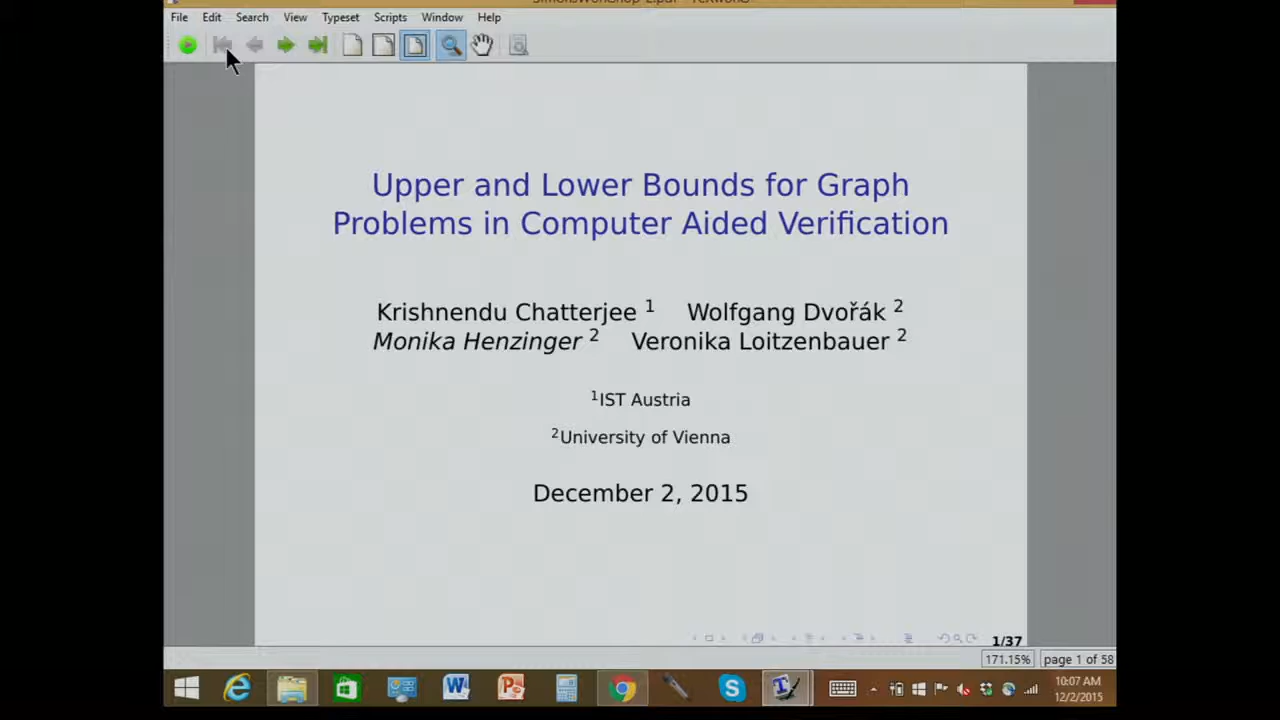 File Edit Search View Typeset Scripts Window Help
Upper and Lower Bounds for Graph
Problems in Computer Aided Verification
Krishnendu Chatterjee 1 Wolfgang Dvořák 2
Monika Henzinger 2 Veronika Loitzenbauer 2
1IST Austria
2University of Vienna
December 2, 2015
1/37
171.15% page 1 of 58
10:07 AM
12/2/2015